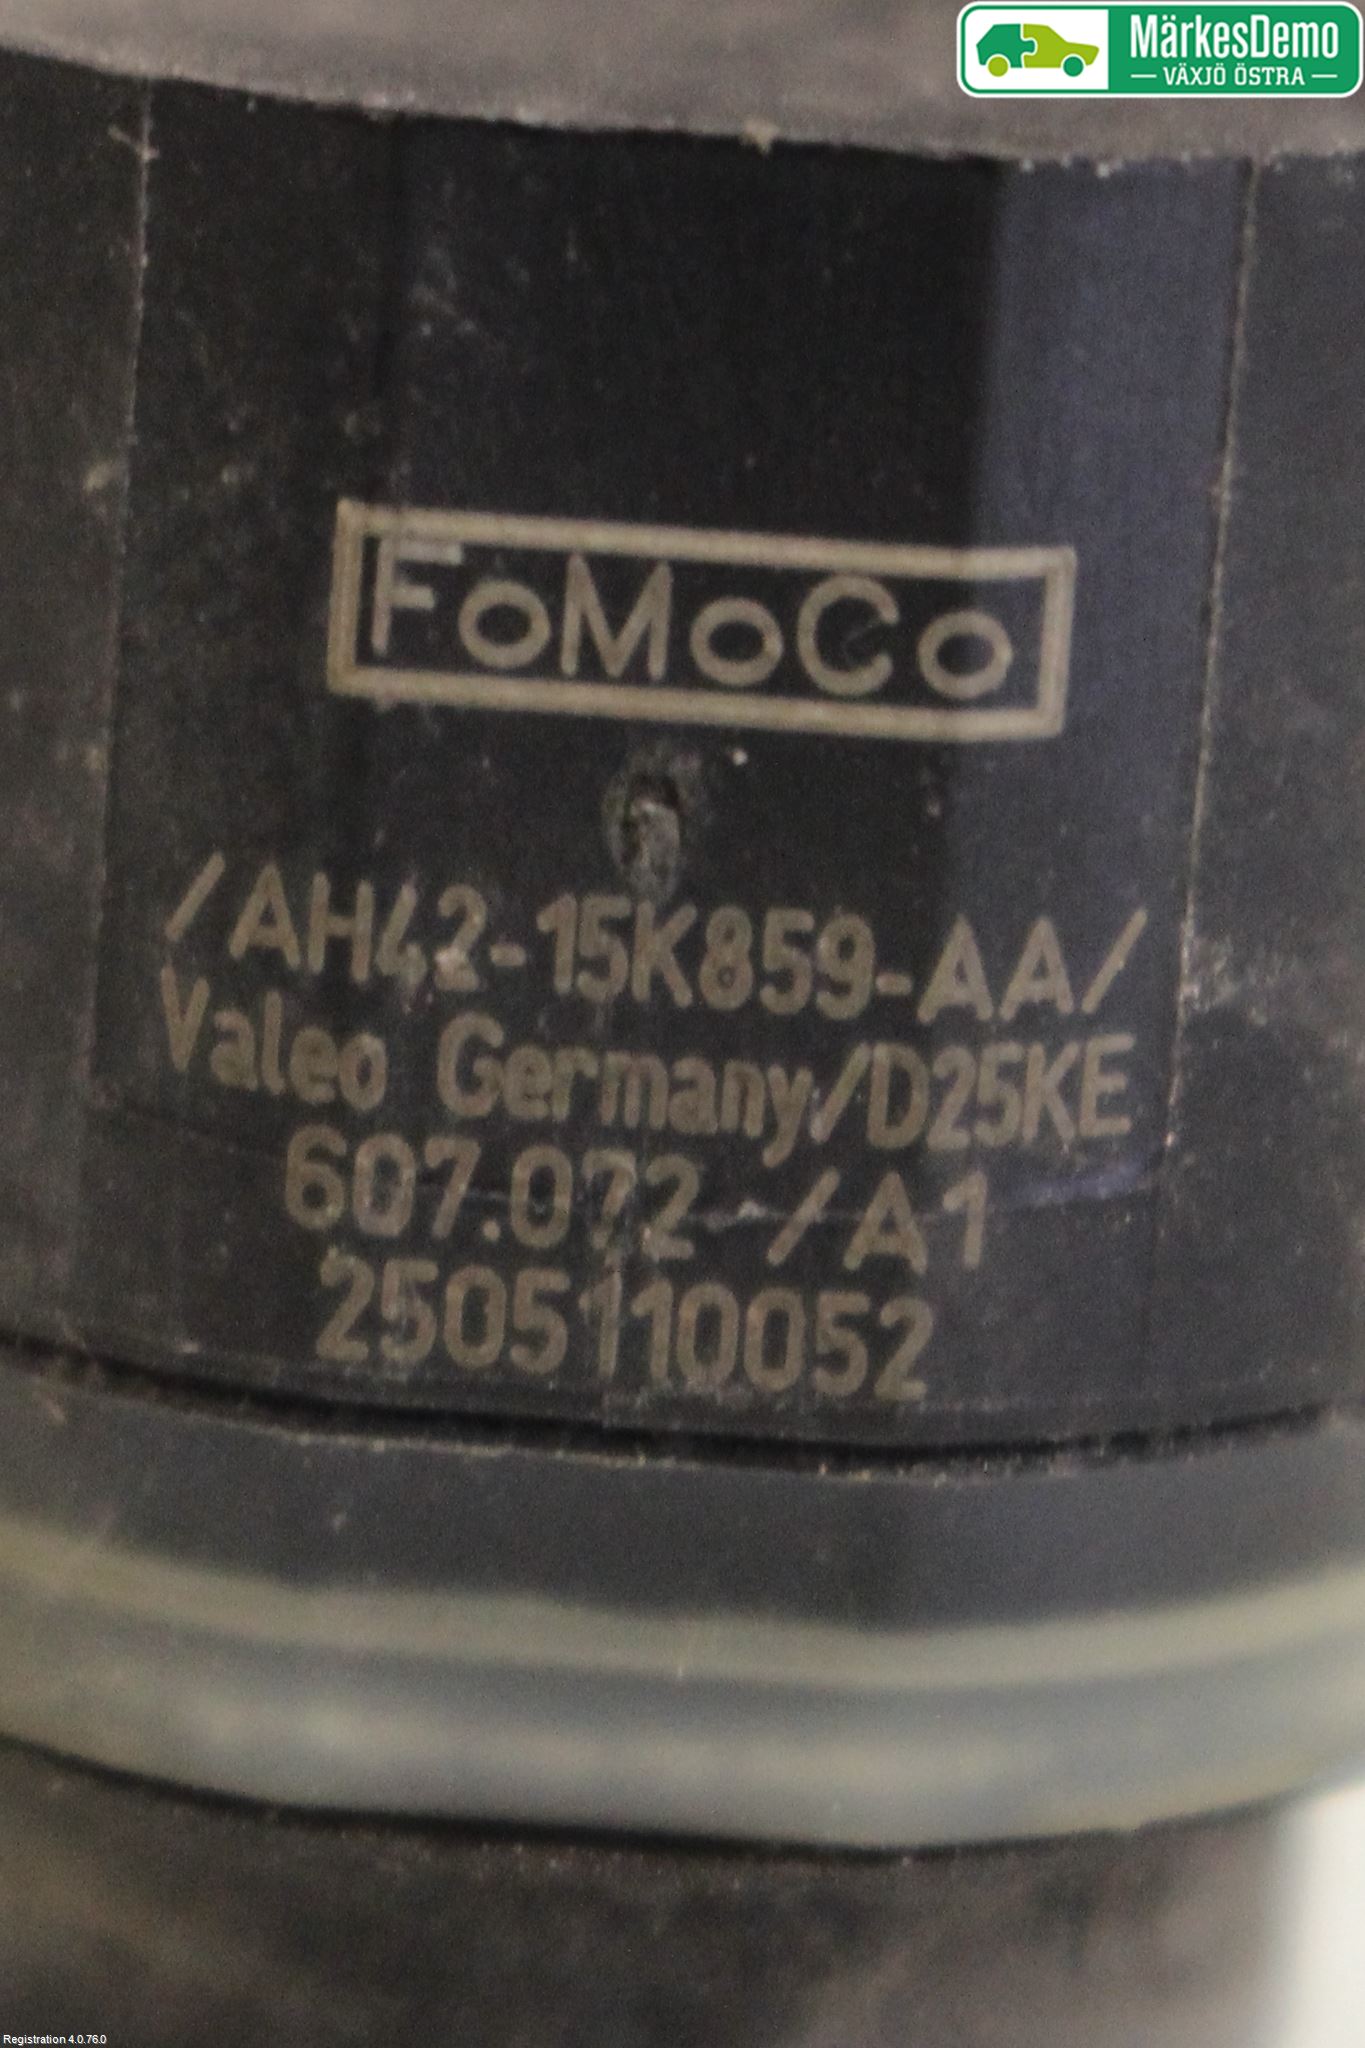 MärkesDemo
VÄXJÖ ÖSTRA
FoMoCo
/AH42-15K859-AA/
Valeo Germany/D25KE
607.072 /A1
2505110052
Registration 4.0.76.0